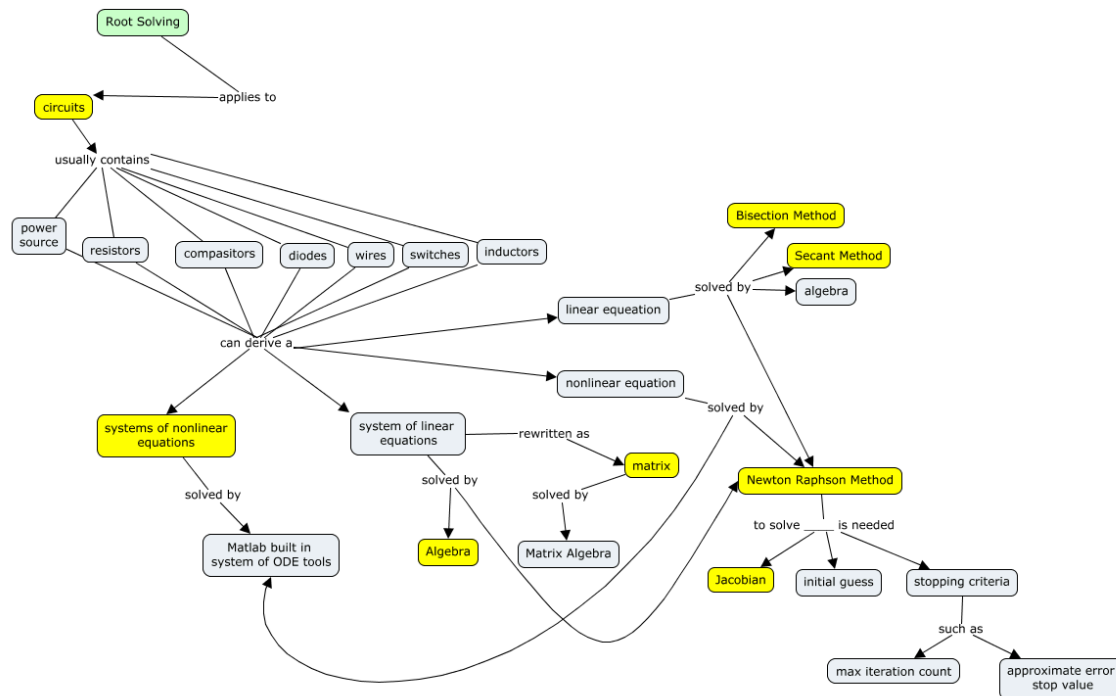 Root Solving
applies to
circuits
usually contains
power
source
resistors
compasitors
diodes
wires
switches
inductors
can derive a
linear equeation
solved by
Bisection Method
Secant Method
algebra
nonlinear equation
solved by
systems of nonlinear
equations
system of linear
equations
rewritten as
matrix
Newton Raphson Method
solved by
solved by
solved by
Matlab built in
system of ODE tools
Algebra
Matrix Algebra
to solve ____ is needed
Jacobian
initial guess
stopping criteria
such as
max iteration count
approximate error
stop value